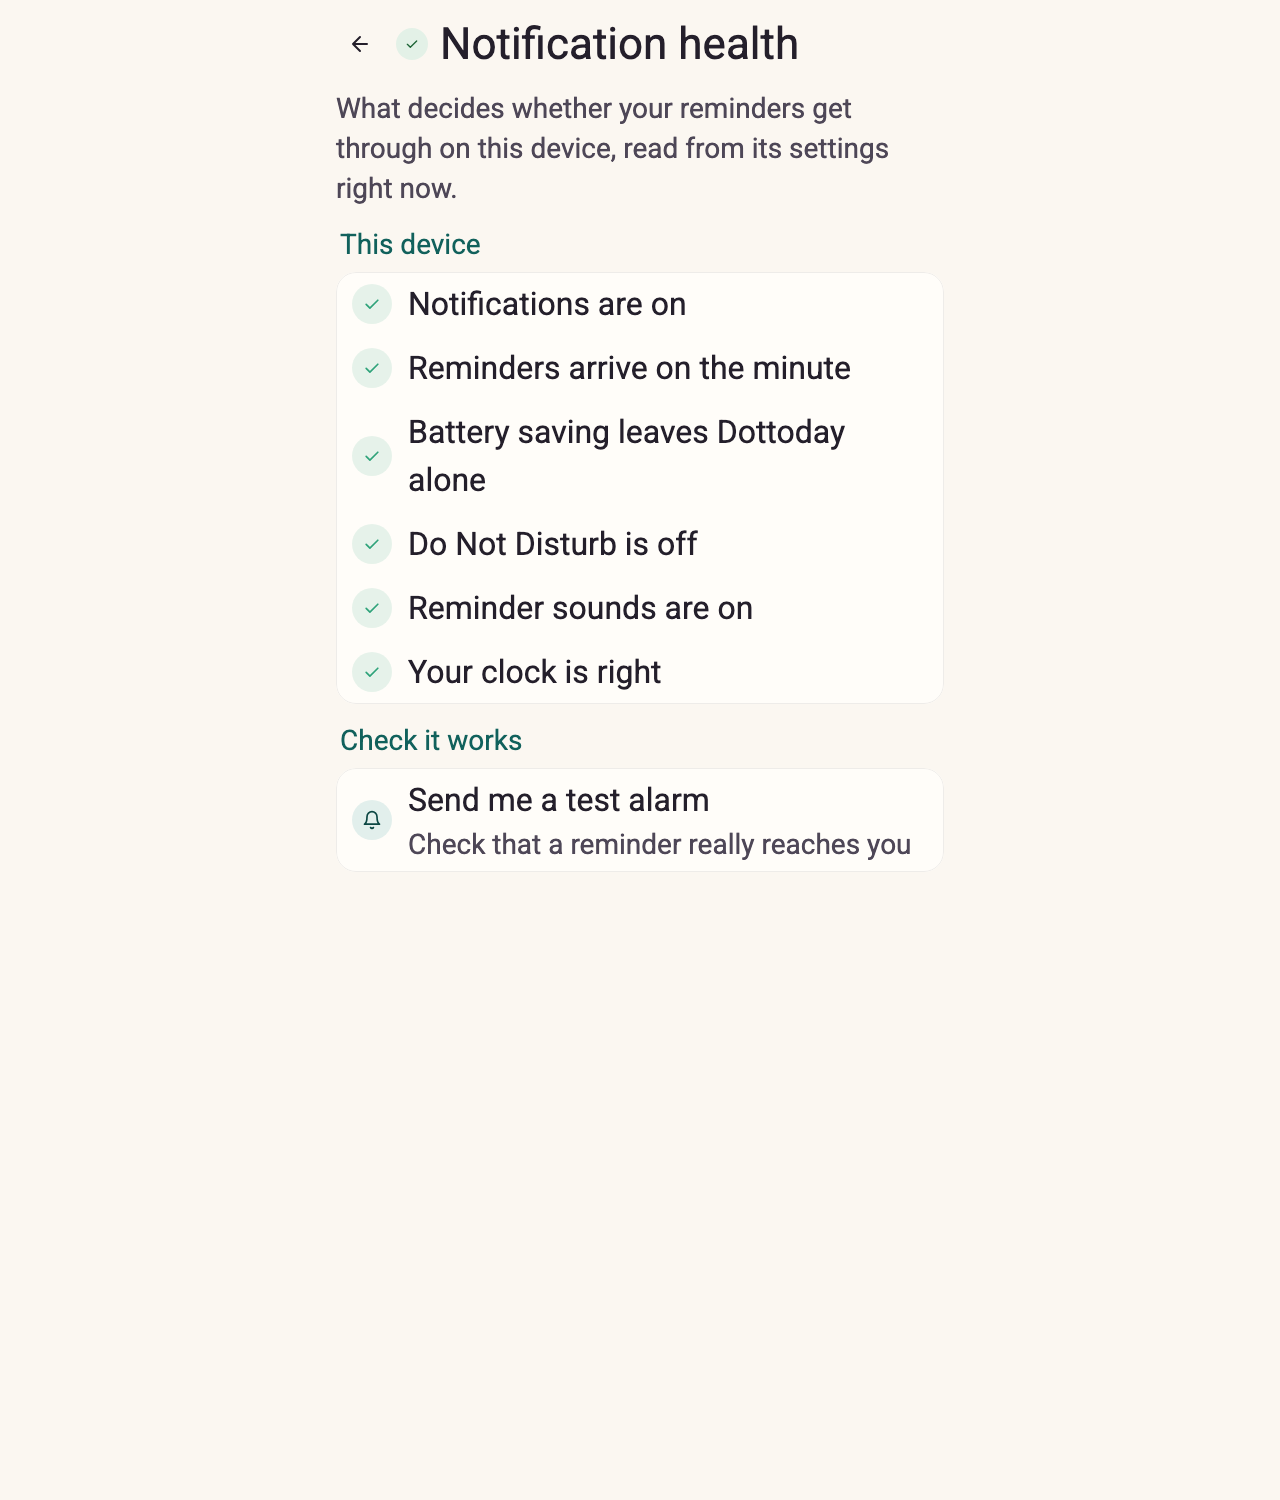 Notification health
What decides whether your reminders get
through on this device, read from its settings
right now.
This device
Notifications are on
Reminders arrive on the minute
Battery saving leaves Dottoday
alone
Do Not Disturb is off
Reminder sounds are on
Your clock is right
Check it works
Send me a test alarm
Check that a reminder really reaches you